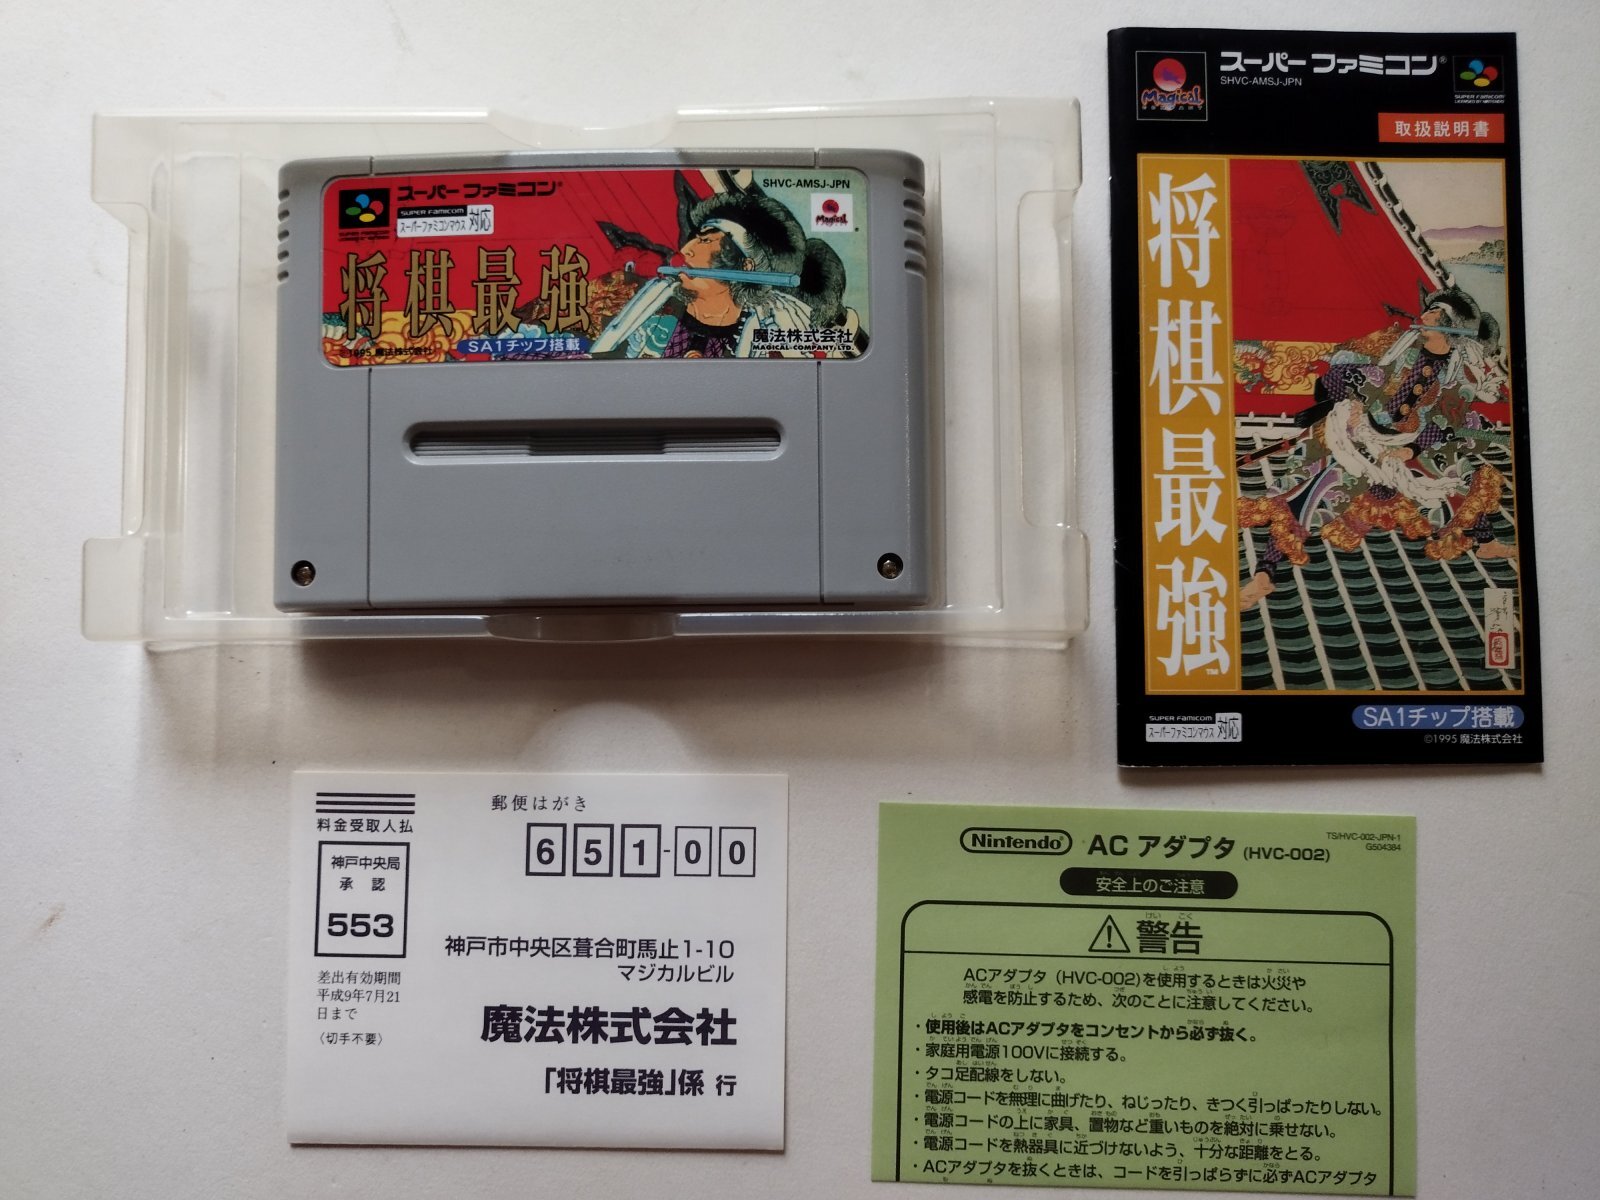 スーパーファミコン®
SHVC-AMSJ-JPN
SUPER FAMICOM
SUPER FAMICOM
スーパーファミコンマウス 対応
Magical
将棋最強
©1995 魔法株式会社
SA1チップ搭載
魔法株式会社
MAGICAL COMPANY LTD.
Magical
スーパーファミコン®
SHVC-AMSJ-JPN
SUPER FAMICOM
LICENSED BY NINTENDO
取扱説明書
将棋最強™
SUPER FAMICOM
スーパーファミコンマウス 対応
SA1チップ搭載
©1995 魔法株式会社
料金受取人払
神戸中央局
承認
553
差出有効期間
平成9年7月21
日まで
〈切手不要〉
郵便はがき
651-00
神戸市中央区葺合町馬止1-10
マジカルビル
魔法株式会社
「将棋最強」係 行
TS/HVC-002-JPN-1
G504384
Nintendo® AC アダプタ (HVC-002)
安全上のご注意
警告
ACアダプタ (HVC-002)を使用するときは火災や
感電を防止するため、次のことに注意してください。
・使用後はACアダプタをコンセントから必ず抜く。
・家庭用電源100Vに接続する。
・タコ足配線をしない。
・電源コードを無理に曲げたり、ねじったり、きつく引っぱったりしない。
・電源コードの上に家具、置物など重いものを絶対に乗せない。
・電源コードを熱器具に近づけないよう、十分な距離をとる。
・ACアダプタを抜くときは、コードを引っぱらずに必ずACアダプタ